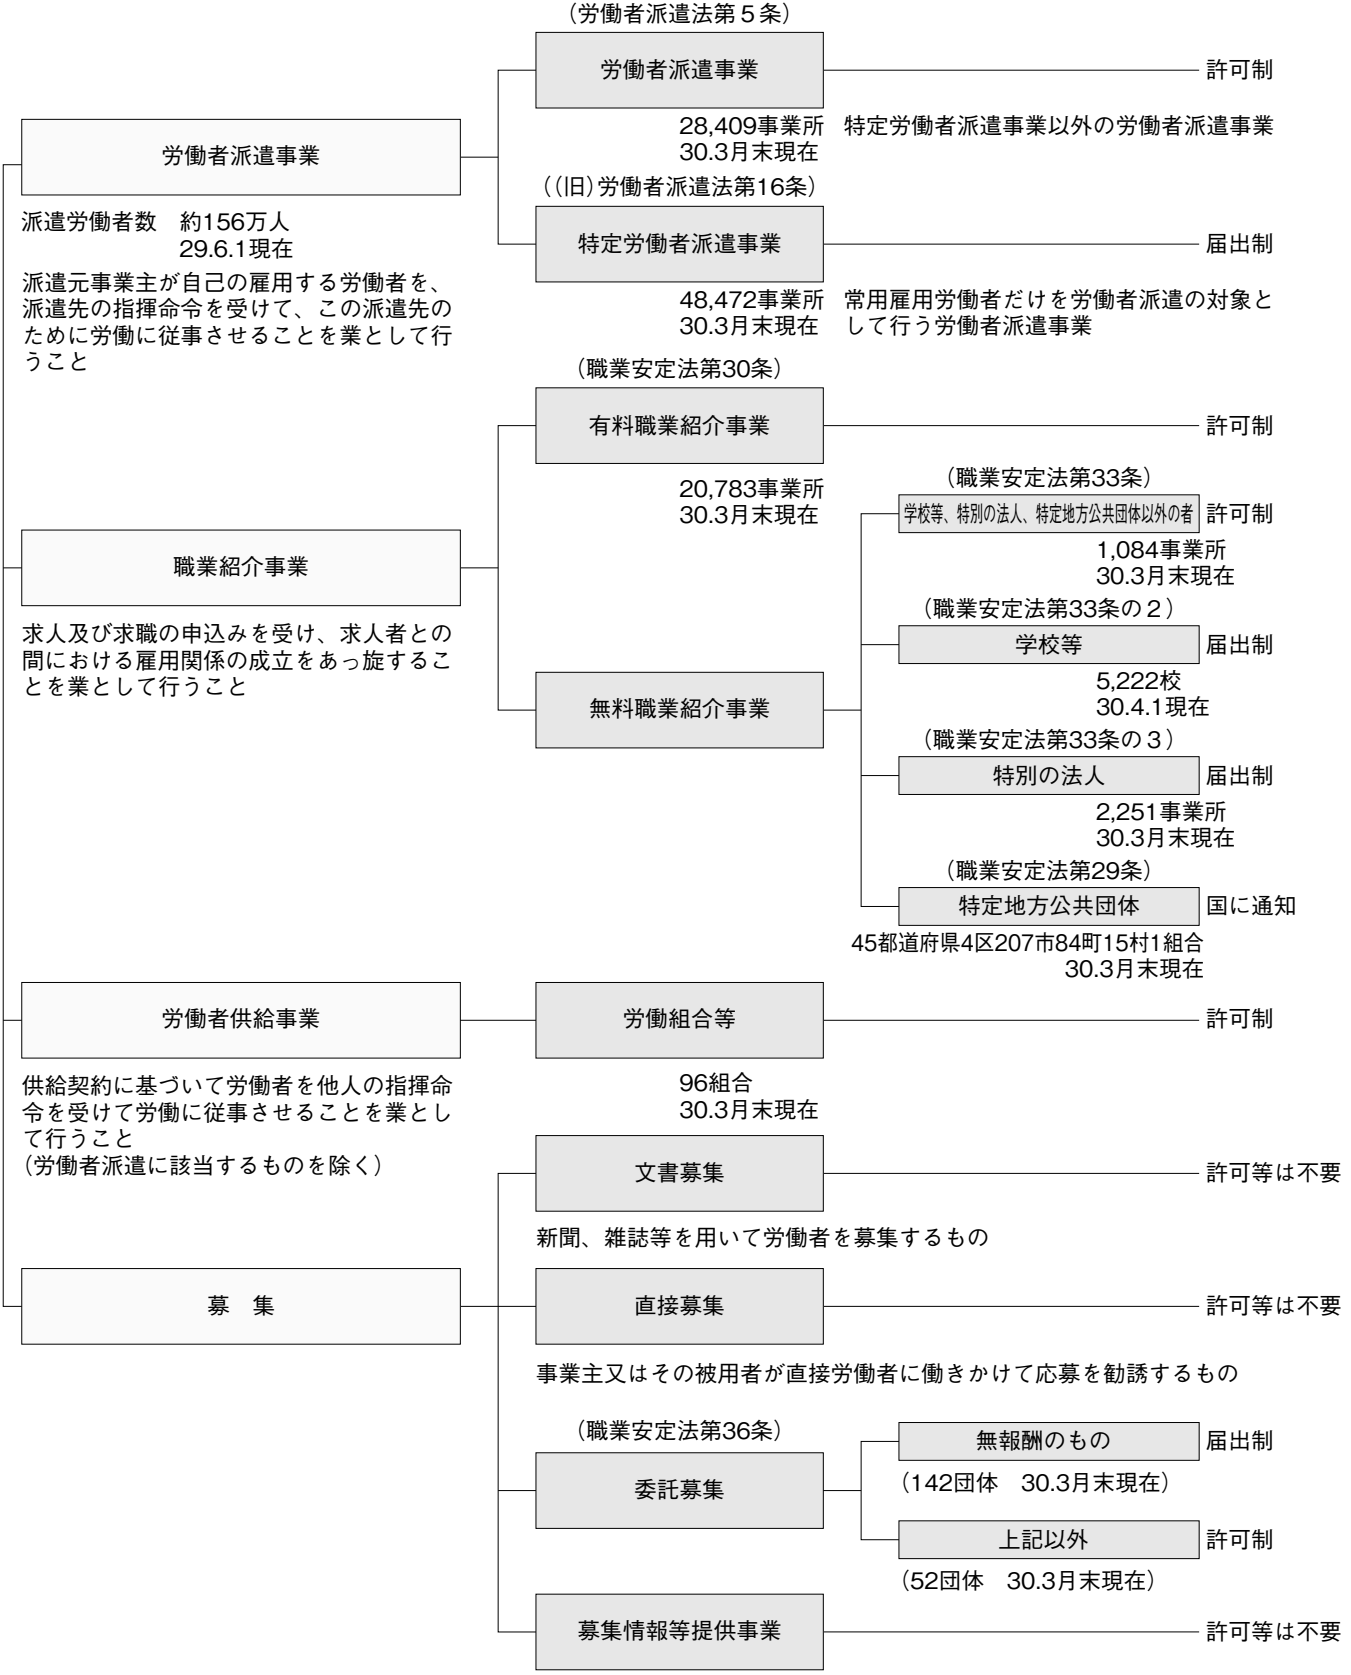 （労働者派遣法第５条）
労働者派遣事業
許可制
28,409事業所　特定労働者派遣事業以外の労働者派遣事業
30.3月末現在
労働者派遣事業
派遣労働者数　約156万人
29.6.1現在
派遣元事業主が自己の雇用する労働者を、
派遣先の指揮命令を受けて、この派遣先の
ために労働に従事させることを業として行
うこと
（（旧）労働者派遣法第16条）
特定労働者派遣事業
届出制
48,472事業所　常用雇用労働者だけを労働者派遣の対象と
30.3月末現在　して行う労働者派遣事業
（職業安定法第30条）
有料職業紹介事業
許可制
20,783事業所
30.3月末現在
職業紹介事業
求人及び求職の申込みを受け、求人者との
間における雇用関係の成立をあっ旋するこ
とを業として行うこと
無料職業紹介事業
（職業安定法第33条）
学校等、特別の法人、特定地方公共団体以外の者
許可制
1,084事業所
30.3月末現在
（職業安定法第33条の２）
学校等
届出制
5,222校
30.4.1現在
（職業安定法第33条の３）
特別の法人
届出制
2,251事業所
30.3月末現在
（職業安定法第29条）
特定地方公共団体
国に通知
45都道府県4区207市84町15村1組合
30.3月末現在
労働者供給事業
供給契約に基づいて労働者を他人の指揮命
令を受けて労働に従事させることを業とし
て行うこと
（労働者派遣に該当するものを除く）
労働組合等
許可制
96組合
30.3月末現在
募　集
文書募集
許可等は不要
新聞、雑誌等を用いて労働者を募集するもの
直接募集
許可等は不要
事業主又はその被用者が直接労働者に働きかけて応募を勧誘するもの
（職業安定法第36条）
委託募集
無報酬のもの
届出制
（142団体　30.3月末現在）
上記以外
許可制
（52団体　30.3月末現在）
募集情報等提供事業
許可等は不要